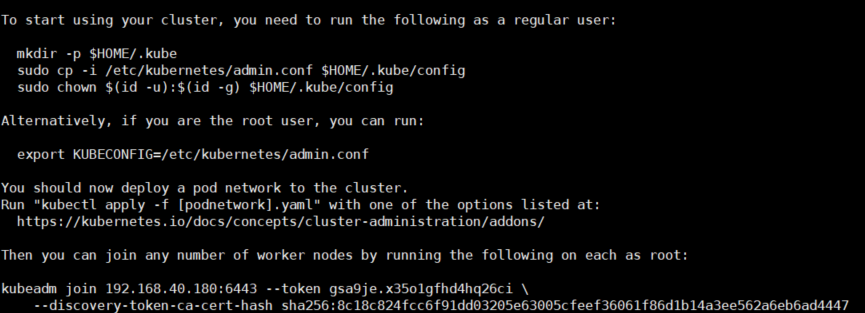 To start using your cluster, you need to run the following as a regular user:
  mkdir -p $HOME/.kube
  sudo cp -i /etc/kubernetes/admin.conf $HOME/.kube/config
  sudo chown $(id -u):$(id -g) $HOME/.kube/config
Alternatively, if you are the root user, you can run:
  export KUBECONFIG=/etc/kubernetes/admin.conf
You should now deploy a pod network to the cluster.
Run "kubectl apply -f [podnetwork].yaml" with one of the options listed at:
  https://kubernetes.io/docs/concepts/cluster-administration/addons/
Then you can join any number of worker nodes by running the following on each as root:
kubeadm join 192.168.40.180:6443 --token gsa9je.x35o1gfhd4hq26ci \
    --discovery-token-ca-cert-hash sha256:8c18c824fcc6f91dd03205e63005cfeef36061f86d1b14a3ee562a6eb6ad4447